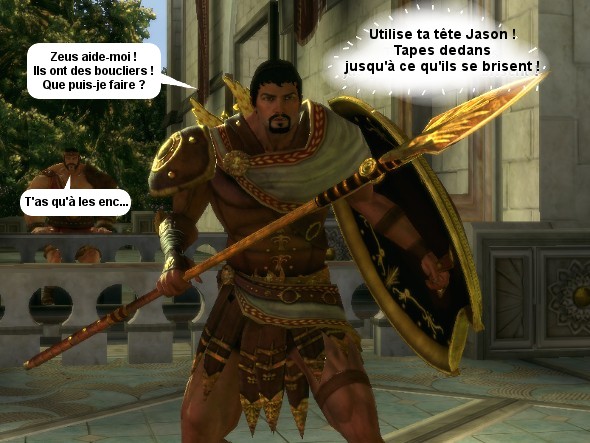 Zeus aide-moi !
Ils ont des boucliers !
Que puis-je faire ?
Utilise ta tête Jason !
Tapes dedans
jusqu'à ce qu'ils se brisent !
T'as qu'à les enc...